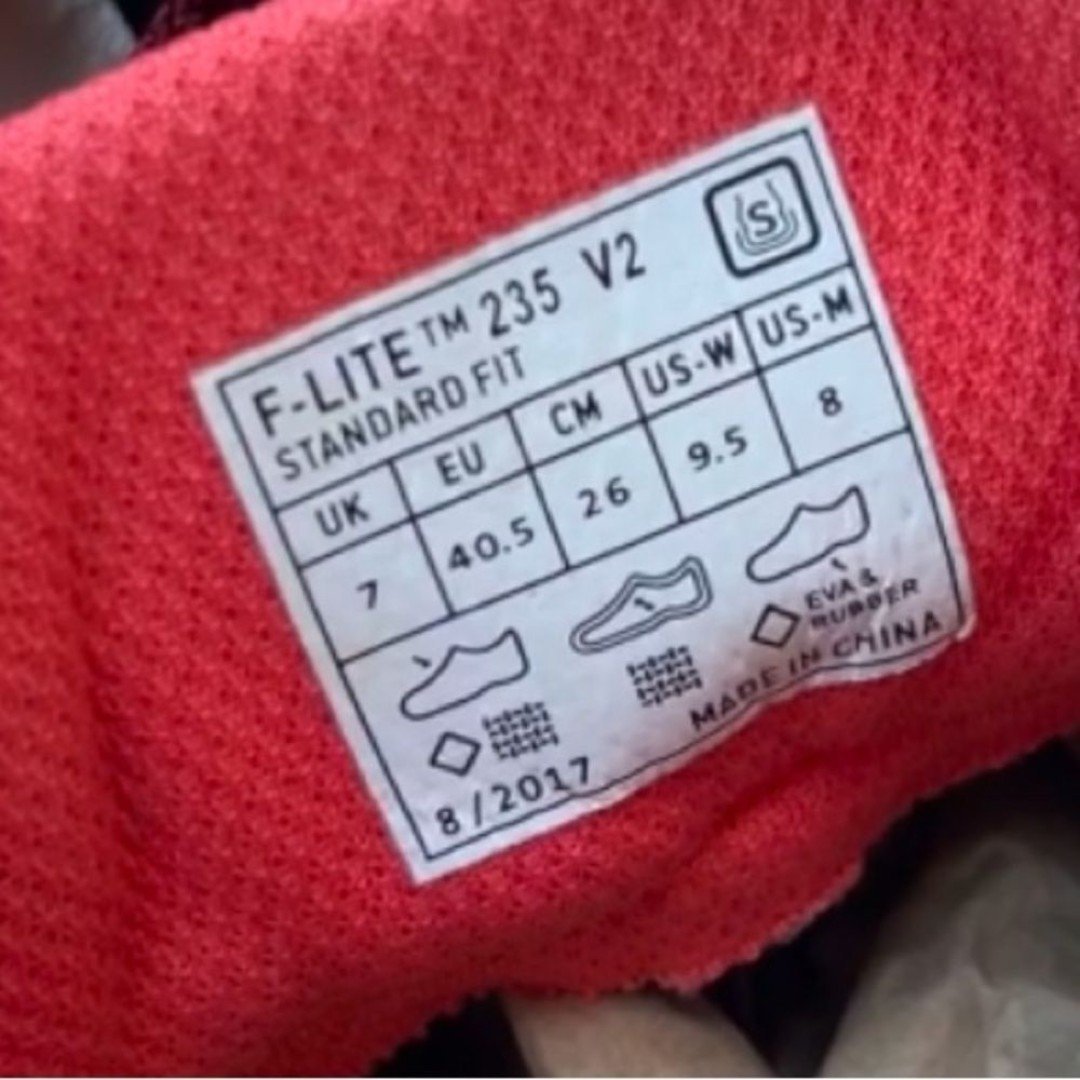 S
F-LITE™ 235 V2
STANDARD FIT
UK EU CM US-W US-M
7 40.5 26 9.5 8
EVA &
RUBBER
8/2017 MADE IN CHINA